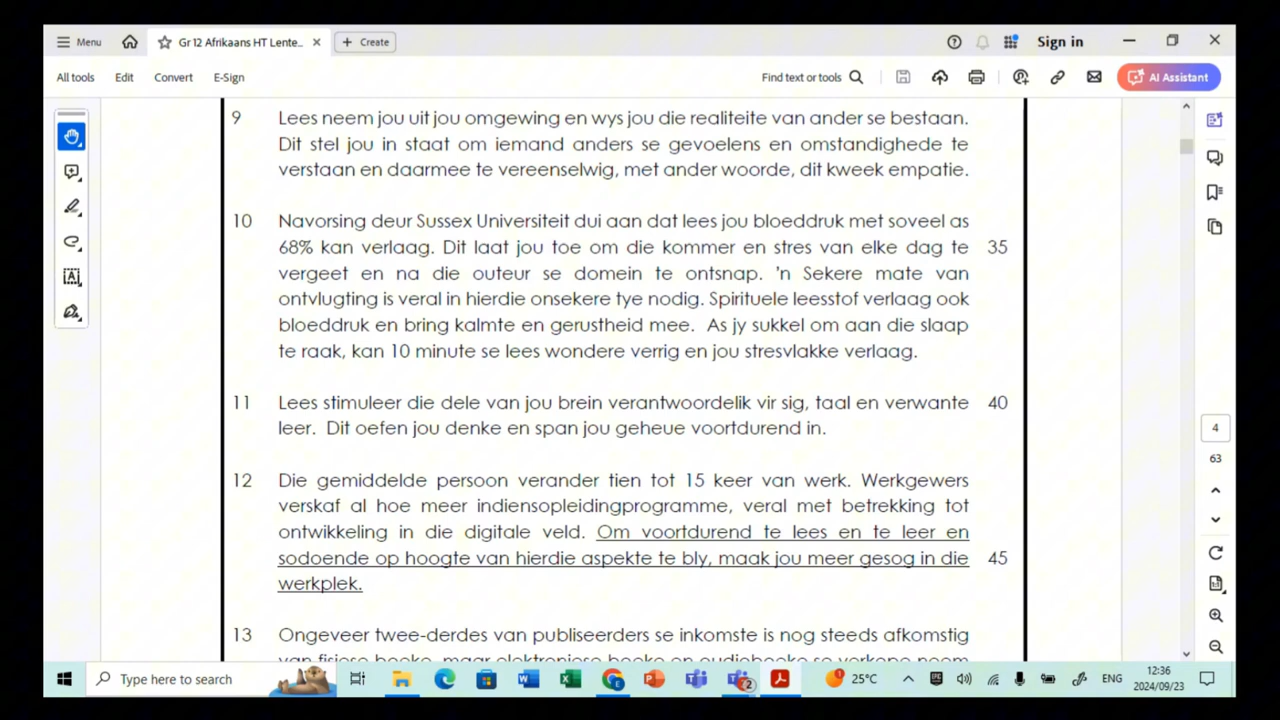 Menu
Gr 12 Afrikaans HT Lente...
Create
Sign in
All tools
Edit
Convert
E-Sign
Find text or tools
AI Assistant
9 Lees neem jou uit jou omgewing en wys jou die realiteite van ander se bestaan.
Dit stel jou in staat om iemand anders se gevoelens en omstandighede te
verstaan en daarmee te vereenselwig, met ander woorde, dit kweek empatie.
10 Navorsing deur Sussex Universiteit dui aan dat lees jou bloeddruk met soveel as
68% kan verlaag. Dit laat jou toe om die kommer en stres van elke dag te 35
vergeet en na die outeur se domein te ontsnap. 'n Sekere mate van
ontvlugting is veral in hierdie onsekere tye nodig. Spirituele leesstof verlaag ook
bloeddruk en bring kalmte en gerustheid mee. As jy sukkel om aan die slaap
te raak, kan 10 minute se lees wondere verrig en jou stresvlakke verlaag.
11 Lees stimuleer die dele van jou brein verantwoordelik vir sig, taal en verwante 40
leer. Dit oefen jou denke en span jou geheue voortdurend in.
12 Die gemiddelde persoon verander tien tot 15 keer van werk. Werkgewers
verskaf al hoe meer indiensopleidingprogramme, veral met betrekking tot
ontwikkeling in die digitale veld. Om voortdurend te lees en te leer en
sodoende op hoogte van hierdie aspekte te bly, maak jou meer gesog in die 45
werkplek.
13 Ongeveer twee-derdes van publiseerders se inkomste is nog steeds afkomstig
van fisiese boeke, maar elektroniese boeke en oudioboeke se verkope neem
4
63
Type here to search
2
25°C
ENG
12:36
2024/09/23